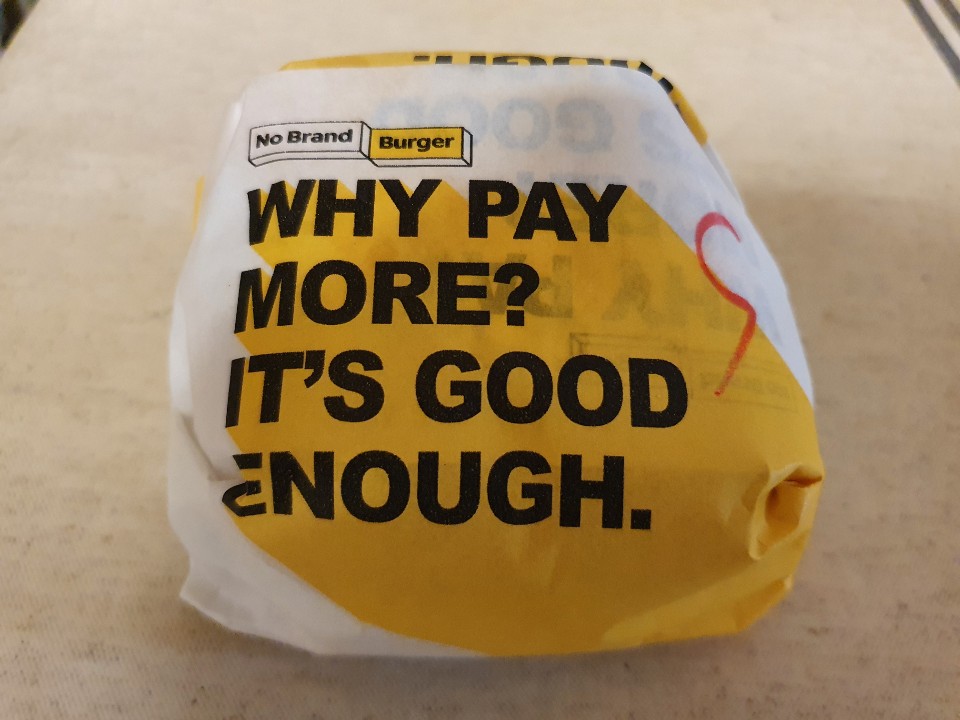 No Brand Burger
WHY PAY
MORE?
IT'S GOOD
ENOUGH.